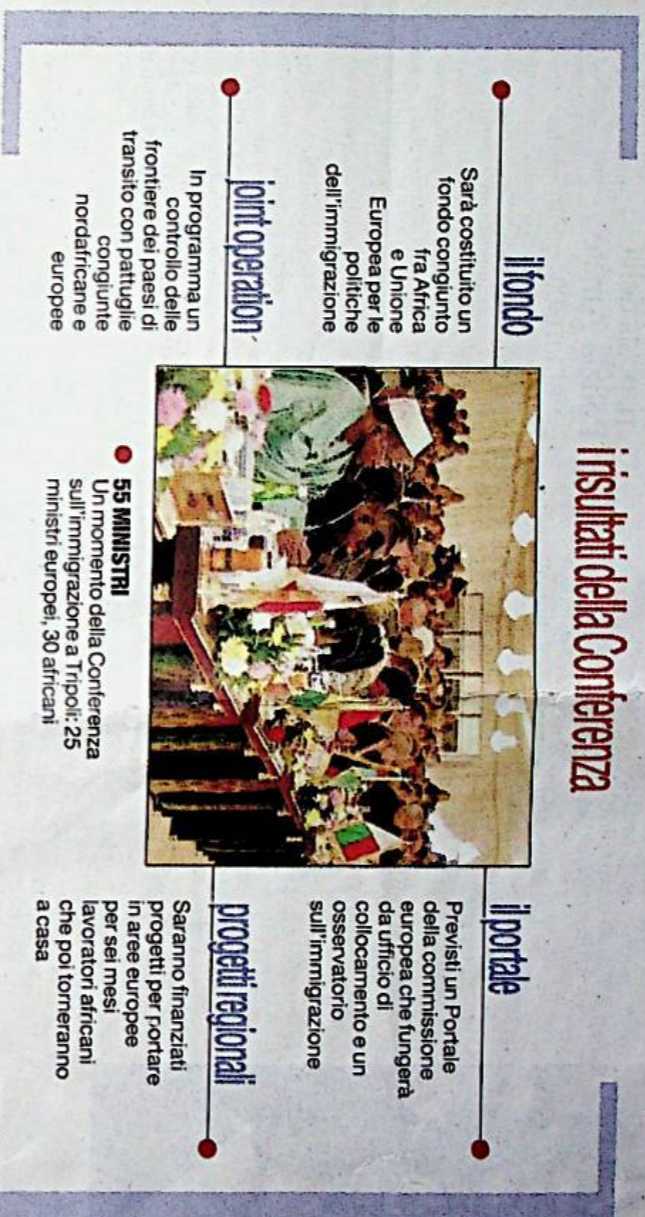 i risultati della Conferenza
il fondo
Sarà costituito un
fondo congiunto
fra Africa
e Unione
Europea per le
politiche
dell'immigrazione
joint operation
In programma un
controllo delle
frontiere dei paesi di
transito con pattuglie
congiunte
nordafricane e
europee
55 MINISTRI
Un momento della Conferenza
sull'immigrazione a Tripoli: 25
ministri europei, 30 africani
il portale
Previsti un Portale
della commissione
europea che fungerà
da ufficio di
collocamento e un
osservatorio
sull'immigrazione
progetti regionali
Saranno finanziati
progetti per portare
in aree europee
per sei mesi
lavoratori africani
che poi torneranno
a casa